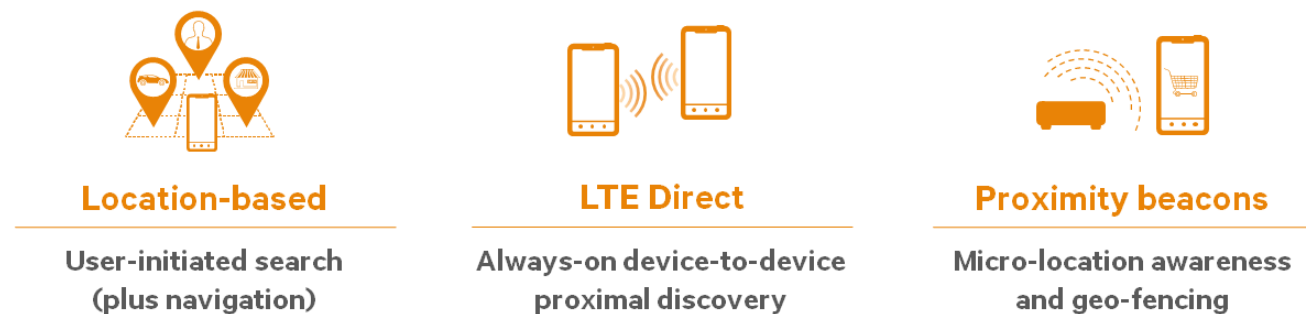 Location-based
User-initiated search
(plus navigation)
LTE Direct
Always-on device-to-device
proximal discovery
Proximity beacons
Micro-location awareness
and geo-fencing